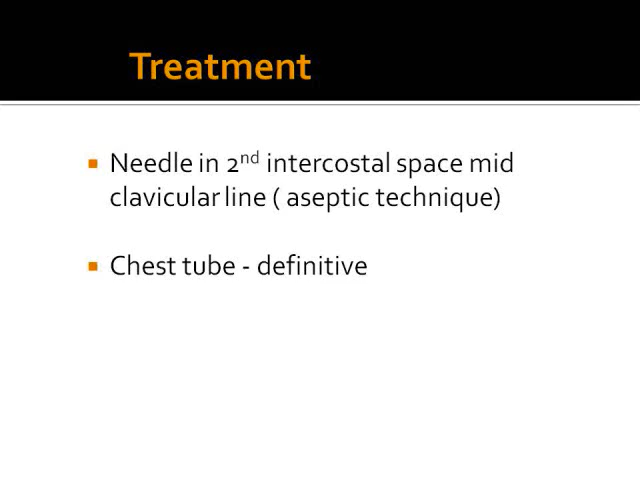 Treatment
▪ Needle in 2nd intercostal space mid
clavicular line ( aseptic technique)
▪ Chest tube - definitive